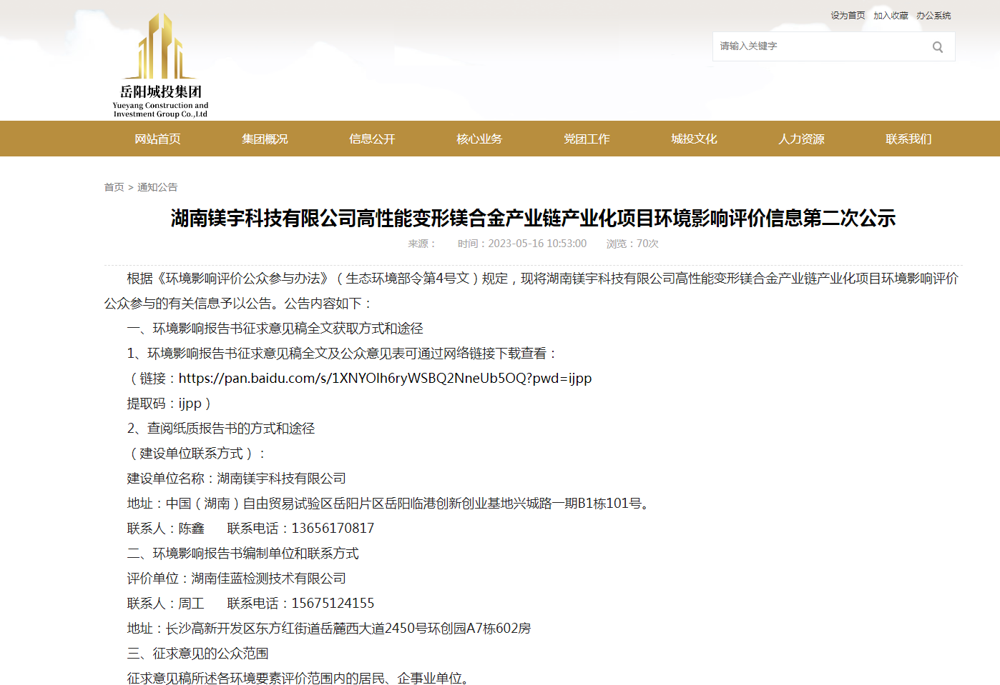 设为首页 加入收藏 办公系统
请输入关键字
岳阳城投集团
Yueyang Construction and
Investment Group Co.,Ltd
网站首页 集团概况 信息公开 核心业务 党团工作 城投文化 人力资源 联系我们
首页 > 通知公告
湖南镁宇科技有限公司高性能变形镁合金产业链产业化项目环境影响评价信息第二次公示
来源： 时间：2023-05-16 10:53:00 浏览：70次
根据《环境影响评价公众参与办法》（生态环境部令第4号文）规定，现将湖南镁宇科技有限公司高性能变形镁合金产业链产业化项目环境影响评价
公众参与的有关信息予以公告。公告内容如下：
一、环境影响报告书征求意见稿全文获取方式和途径
1、环境影响报告书征求意见稿全文及公众意见表可通过网络链接下载查看：
（链接：https://pan.baidu.com/s/1XNYOlh6ryWSBQ2NneUb5OQ?pwd=ijpp
提取码：ijpp）
2、查阅纸质报告书的方式和途径
（建设单位联系方式）：
建设单位名称：湖南镁宇科技有限公司
地址：中国（湖南）自由贸易试验区岳阳片区岳阳临港创新创业基地兴城路一期B1栋101号。
联系人：陈鑫 联系电话：13656170817
二、环境影响报告书编制单位和联系方式
评价单位：湖南佳蓝检测技术有限公司
联系人：周工 联系电话：15675124155
地址：长沙高新开发区东方红街道岳麓西大道2450号环创园A7栋602房
三、征求意见的公众范围
征求意见稿所述各环境要素评价范围内的居民、企事业单位。